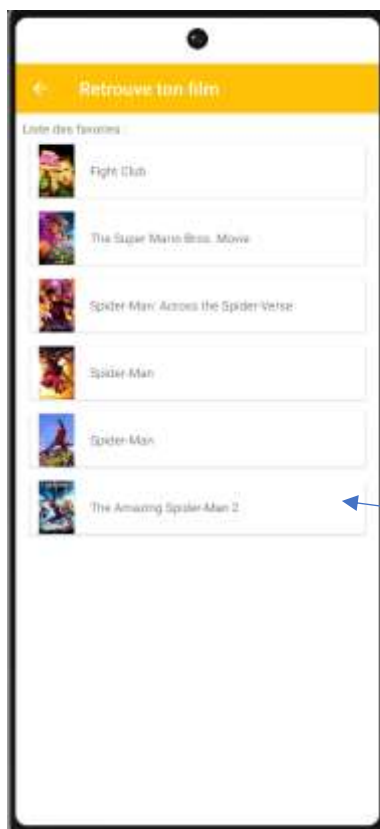 Retrouve ton film
Liste des favories :
Fight Club
The Super Mario Bros. Movie
Spider-Man: Across the Spider-Verse
Spider-Man
Spider-Man
The Amazing Spider-Man 2